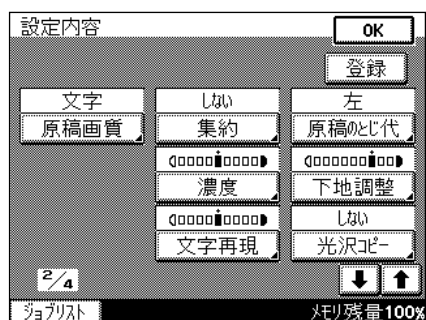 設定内容
OK
登録
文字 しない 左
原稿画質 集約 原稿のとじ代
濃度 下地調整
しない
文字再現 光沢コピー
2/4
ジョブリスト メモリ残量100%